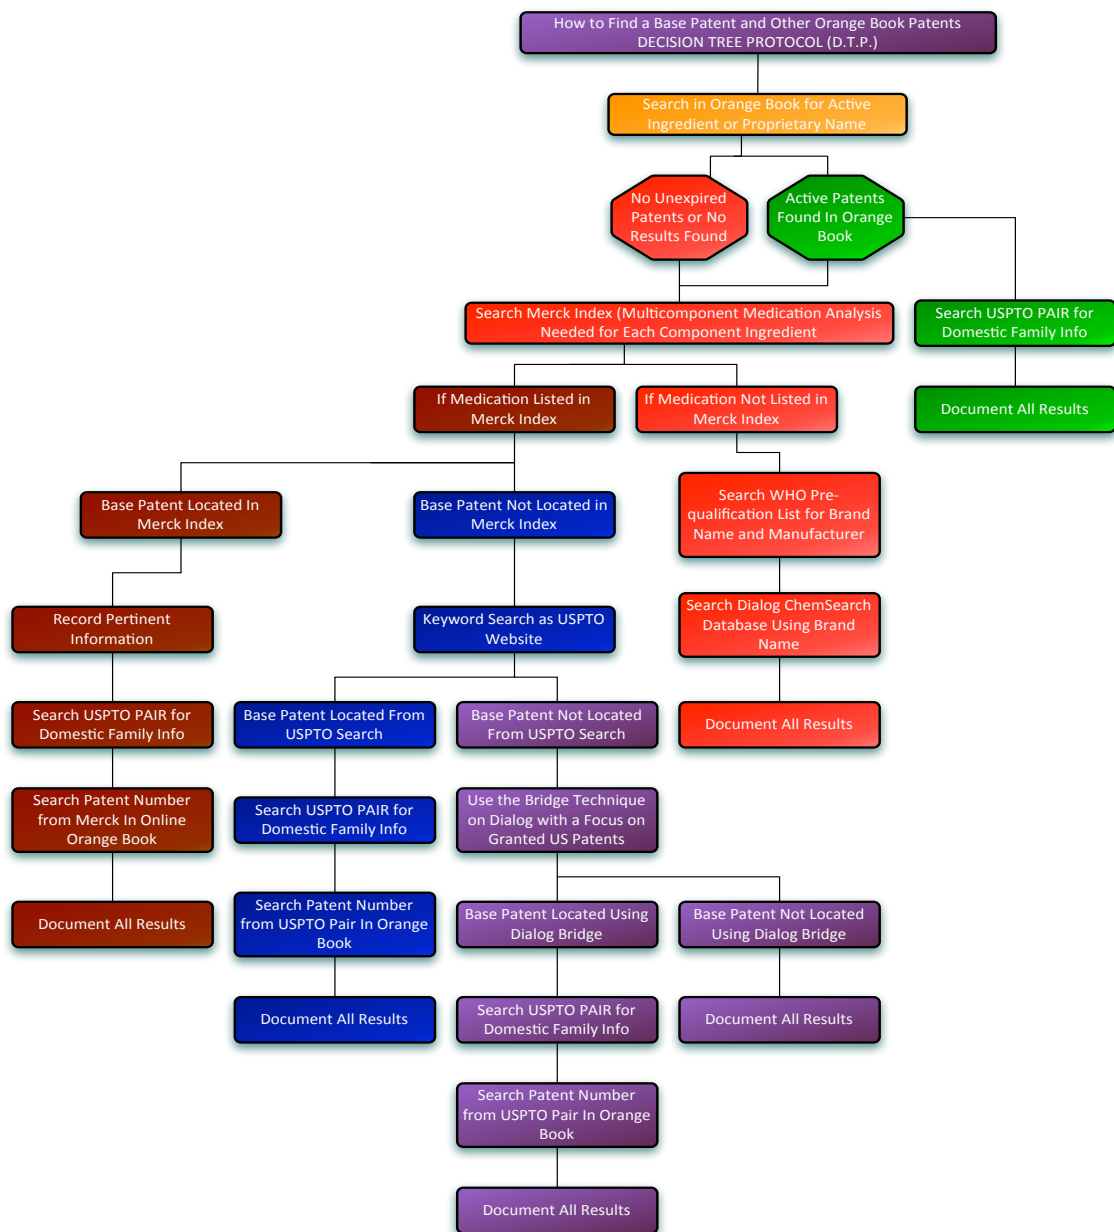 How to Find a Base Patent and Other Orange Book Patents
DECISION TREE PROTOCOL (D.T.P.)
Search in Orange Book for Active
Ingredient or Proprietary Name
No Unexpired
Patents or No
Results Found
Active Patents
Found In Orange
Book
Search Merck Index (Multicomponent Medication Analysis
Needed for Each Component Ingredient
Search USPTO PAIR for
Domestic Family Info
Document All Results
If Medication Listed in
Merck Index
If Medication Not Listed in
Merck Index
Base Patent Located In
Merck Index
Base Patent Not Located in
Merck Index
Search WHO Pre-
qualification List for Brand
Name and Manufacturer
Record Pertinent
Information
Keyword Search as USPTO
Website
Search Dialog ChemSearch
Database Using Brand
Name
Search USPTO PAIR for
Domestic Family Info
Base Patent Located From
USPTO Search
Base Patent Not Located
From USPTO Search
Document All Results
Search Patent Number
from Merck In Online
Orange Book
Search USPTO PAIR for
Domestic Family Info
Use the Bridge Technique
on Dialog with a Focus on
Granted US Patents
Document All Results
Search Patent Number
from USPTO Pair In Orange
Book
Base Patent Located Using
Dialog Bridge
Base Patent Not Located
Using Dialog Bridge
Document All Results
Search USPTO PAIR for
Domestic Family Info
Document All Results
Search Patent Number
from USPTO Pair In Orange
Book
Document All Results